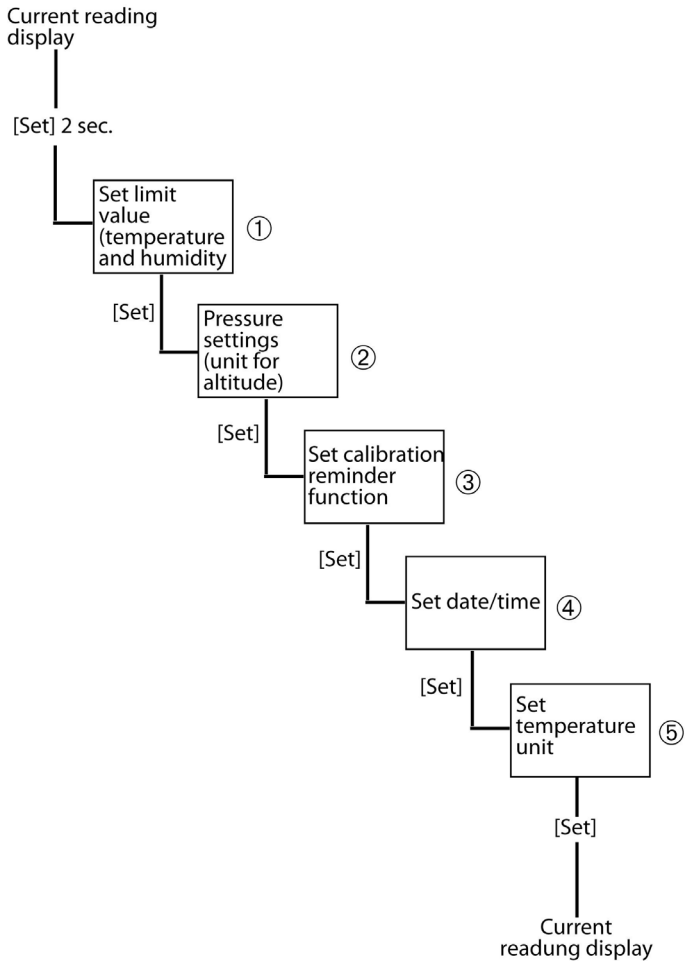 Current reading
display
[Set] 2 sec.
Set limit
value
(temperature
and humidity
①
[Set]
Pressure
settings
(unit for
altitude)
②
[Set]
Set calibration
reminder
function
③
[Set]
Set date/time
④
[Set]
Set
temperature
unit
⑤
[Set]
Current
readung display